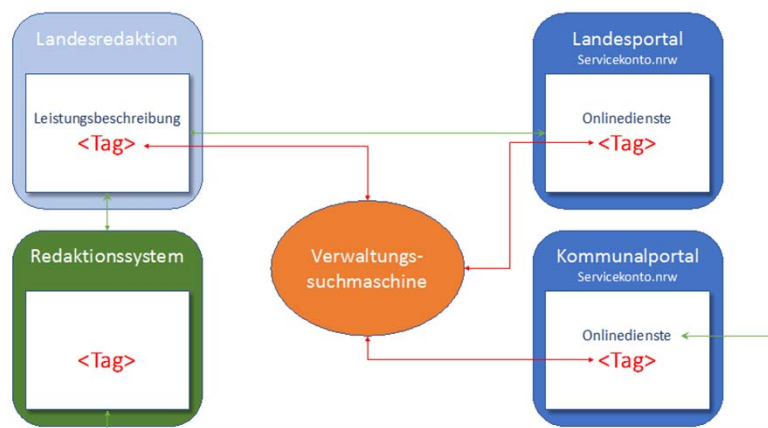 Landesredaktion
Leistungsbeschreibung
<Tag>
Landesportal
Servicekonto.nrw
Onlinedienste
<Tag>
Verwaltungs-
suchmaschine
Redaktionssystem
<Tag>
Kommunalportal
Servicekonto.nrw
Onlinedienste
<Tag>